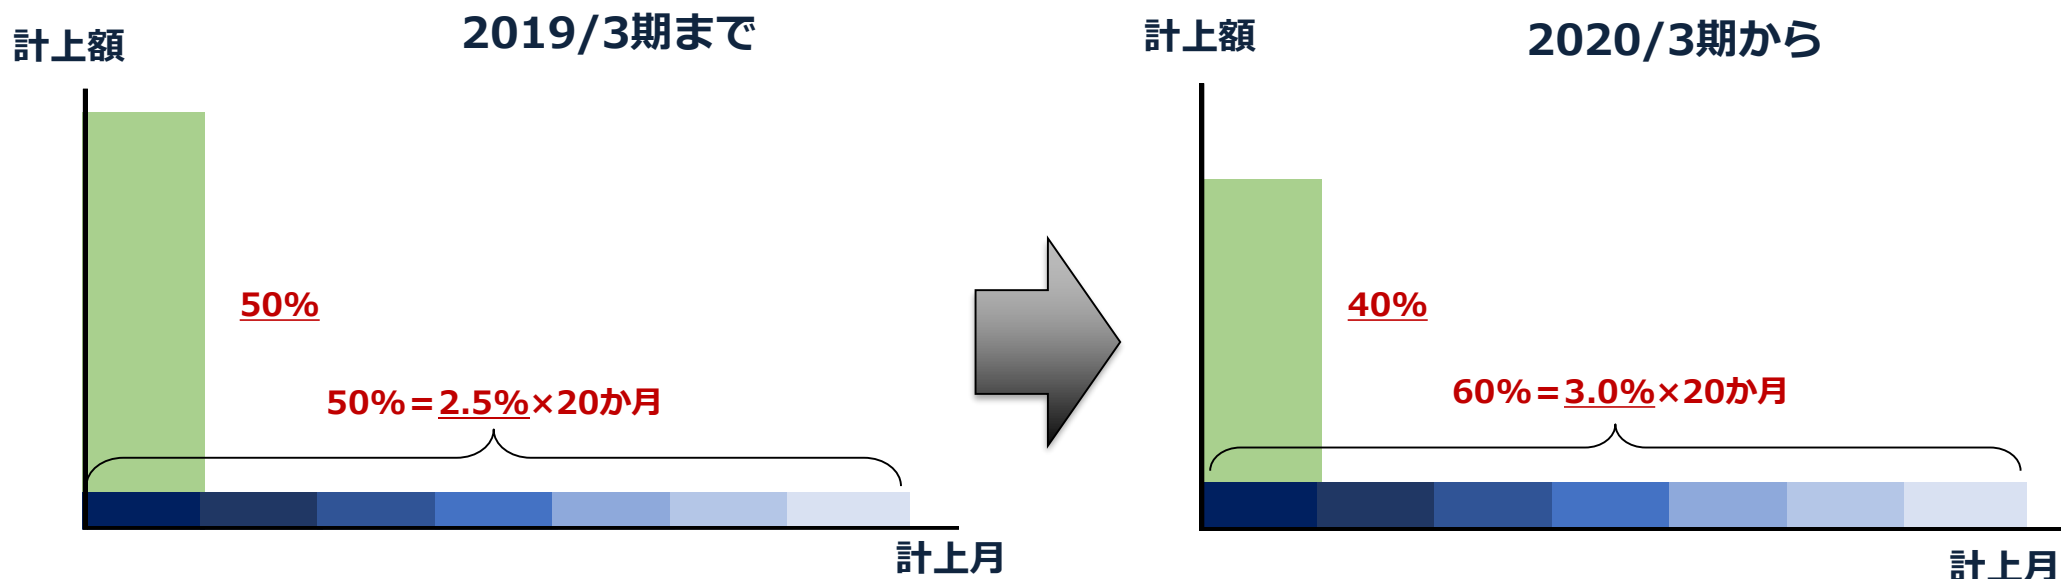 2019/3期まで
計上額
50%
50%=2.5%×20か月
計上月
2020/3期から
計上額
40%
60%=3.0%×20か月
計上月